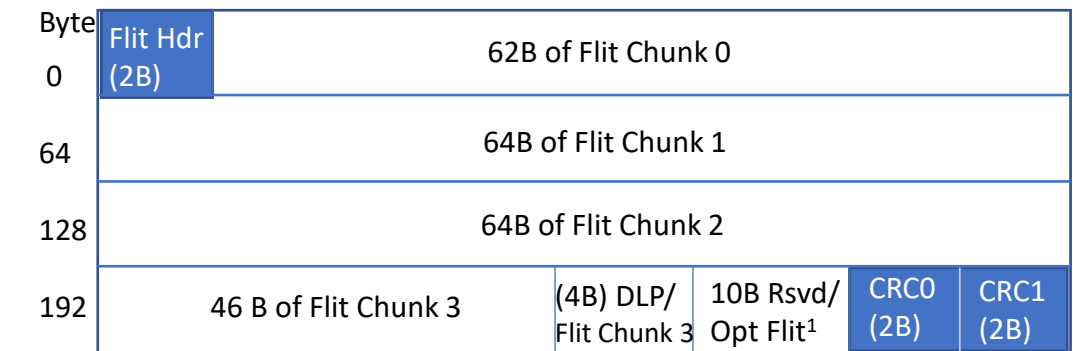 Byte
Flit Hdr
(2B)
62B of Flit Chunk 0
0
64B of Flit Chunk 1
64
64B of Flit Chunk 2
128
46 B of Flit Chunk 3
(4B) DLP/
Flit Chunk 3
10B Rsvd/
Opt Flit¹
CRC0
(2B)
CRC1
(2B)
192